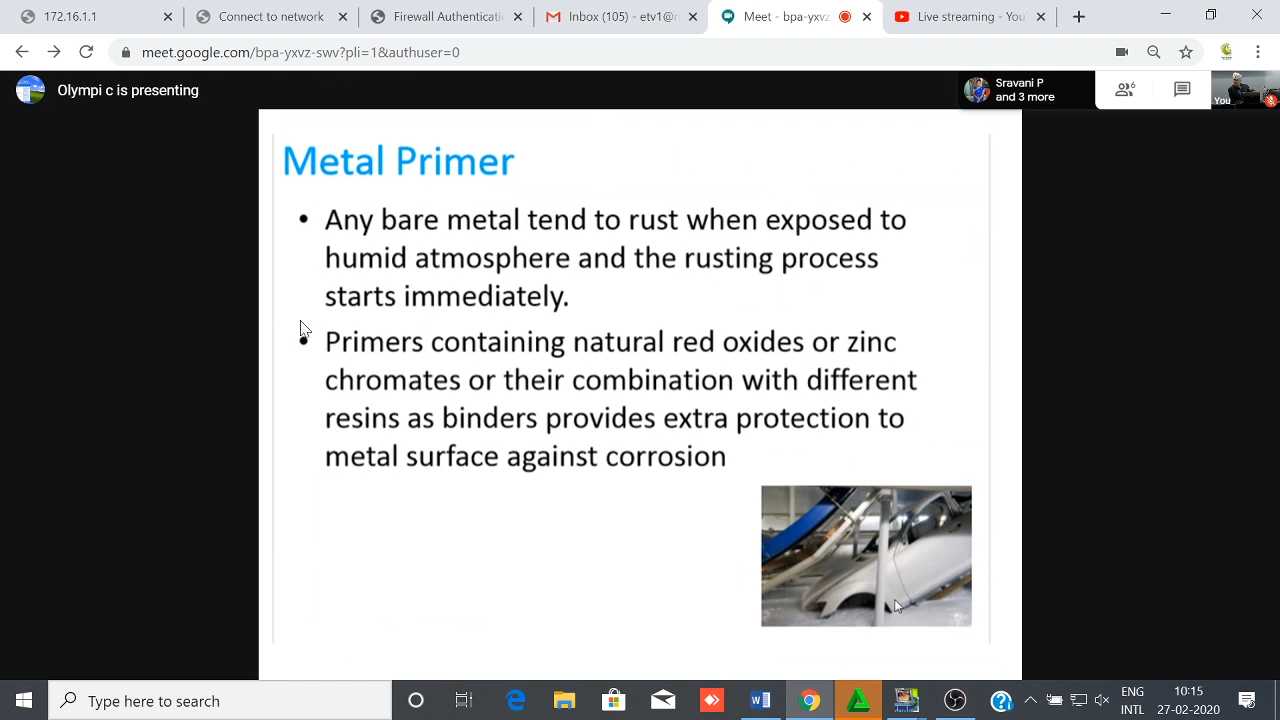 172.16.1.1
Connect to network
Firewall Authenticati
Inbox (105) - etv1@n
Meet - bpa-yxvz
Live streaming - You
meet.google.com/bpa-yxvz-swv?pli=1&authuser=0
Olympi c is presenting
Sravani P
and 3 more
6
You
Metal Primer
• Any bare metal tend to rust when exposed to
humid atmosphere and the rusting process
starts immediately.
• Primers containing natural red oxides or zinc
chromates or their combination with different
resins as binders provides extra protection to
metal surface against corrosion
Type here to search
ENG
INTL
10:15
27-02-2020